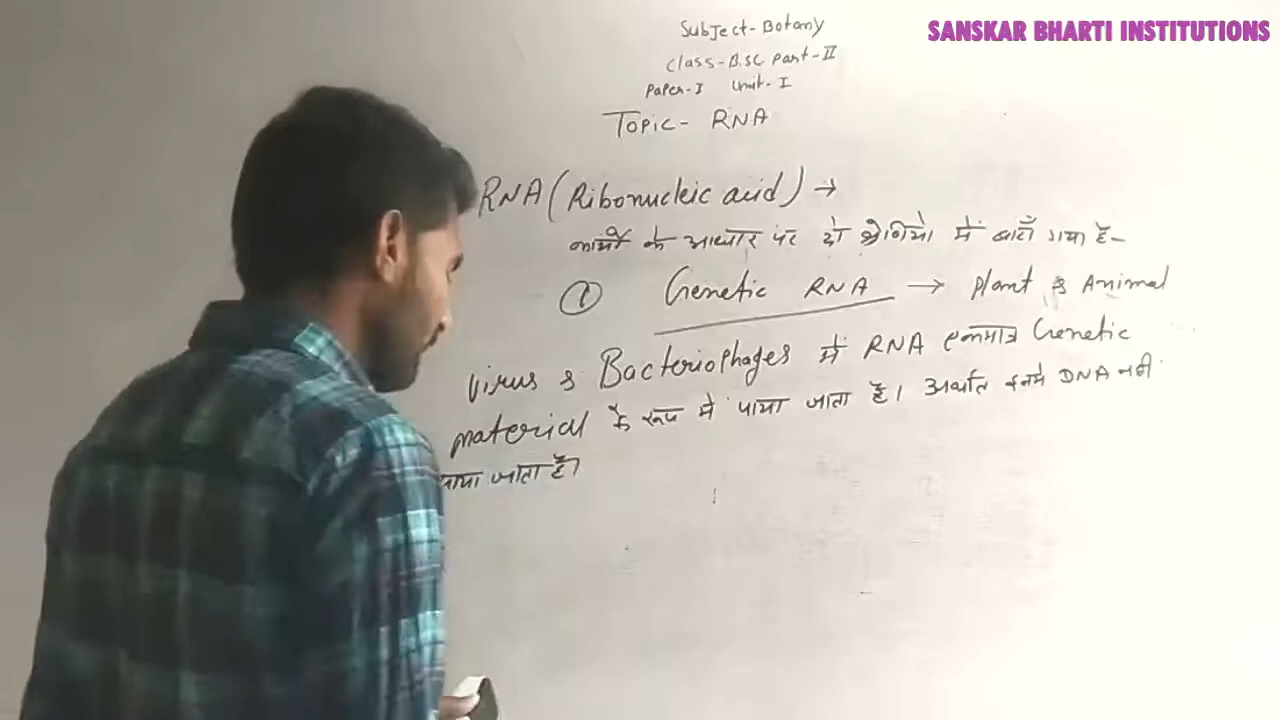 SANSKAR BHARTI INSTITUTIONS
Subject- Botany
Class- B.SC Part-II
Paper-I Unit-I
Topic- RNA
RNA (Ribonucleic acid) →
कार्यो के आधार पर दो श्रेणियो में बाटाँ गया है-
① Genetic RNA → Plant & Animal
Virus & Bacteriophages में RNA एकमात्र Genetic
material के रूप में पाया जाता है। अर्थात इनमे DNA नही
पाया जाता है।